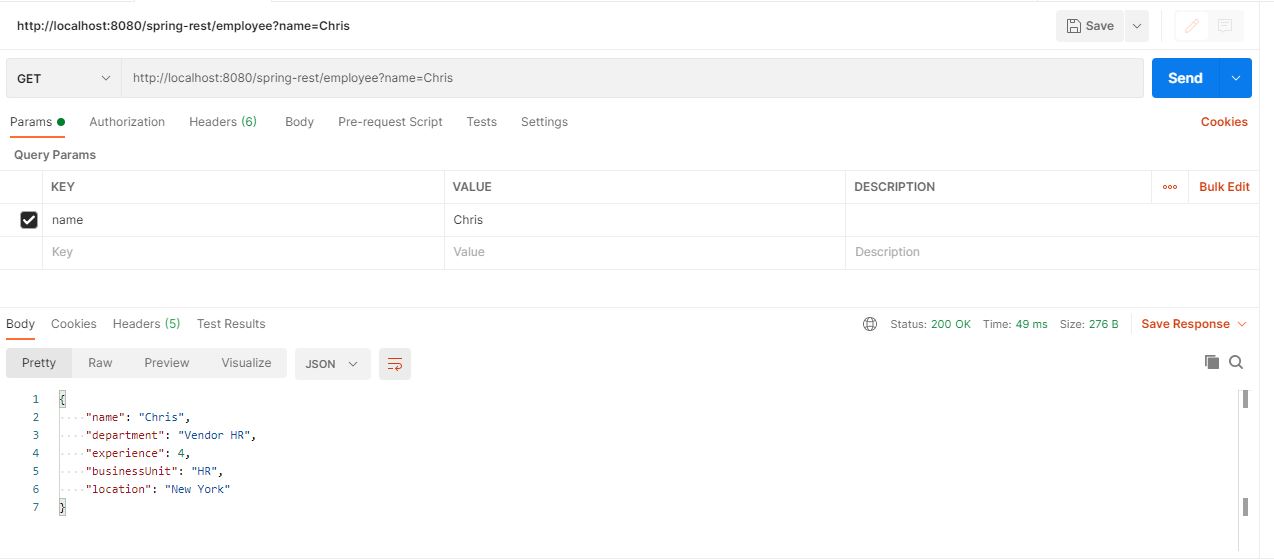 http://localhost:8080/spring-rest/employee?name=Chris Save
GET http://localhost:8080/spring-rest/employee?name=Chris Send
Params Authorization Headers (6) Body Pre-request Script Tests Settings Cookies
Query Params
KEY VALUE DESCRIPTION Bulk Edit
name Chris
Key Value Description
Body Cookies Headers (5) Test Results Status: 200 OK Time: 49 ms Size: 276 B Save Response
Pretty Raw Preview Visualize JSON
1 {
2 "name": "Chris",
3 "department": "Vendor HR",
4 "experience": 4,
5 "businessUnit": "HR",
6 "location": "New York"
7 }